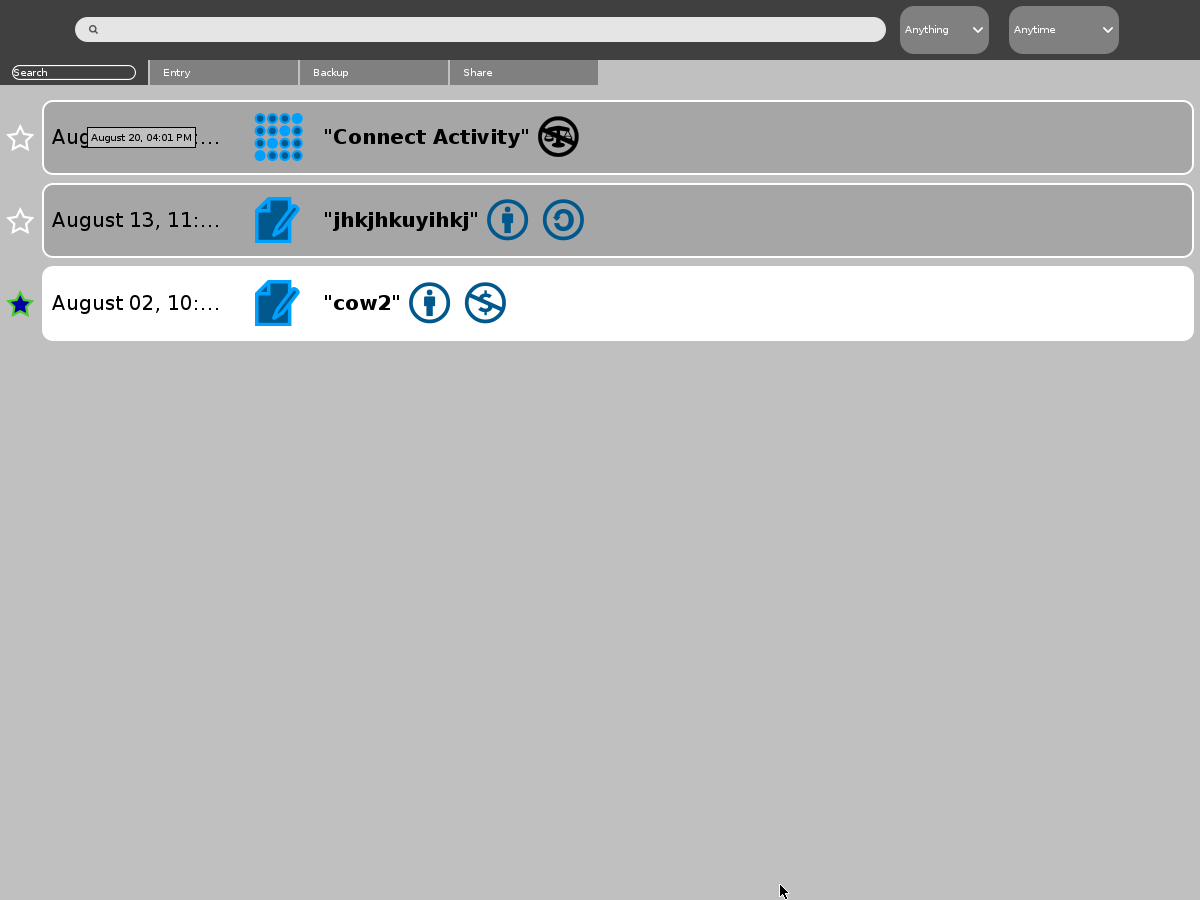 Anything
Anytime
Search
Entry
Backup
Share
August 20, 04:01 PM
"Connect Activity"
August 13, 11:...
"jhkjhkuyihkj"
August 02, 10:...
"cow2"